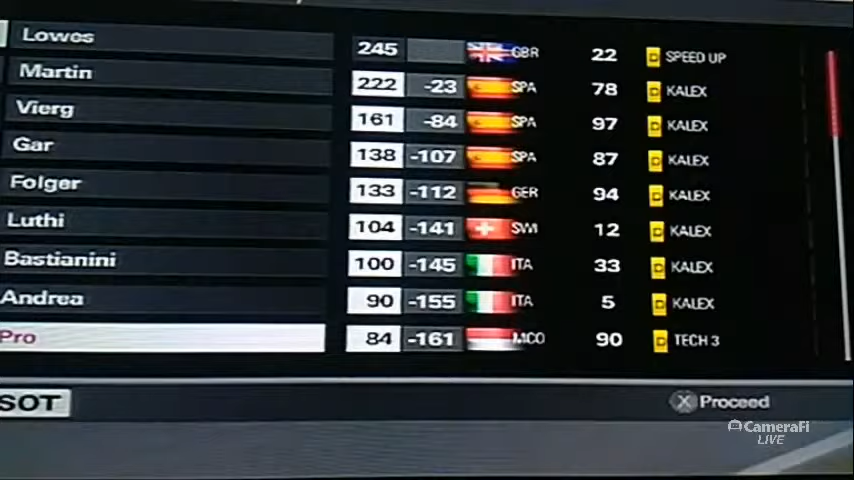 Lowes 245 GBR 22 D SPEED UP
Martin 222 -23 SPA 78 D KALEX
Vierg 161 -84 SPA 97 D KALEX
Gar 138 -107 SPA 87 D KALEX
Folger 133 -112 GER 94 D KALEX
Luthi 104 -141 SWI 12 D KALEX
Bastianini 100 -145 ITA 33 D KALEX
Andrea 90 -155 ITA 5 D KALEX
Pro 84 -161 MCO 90 D TECH 3
SOT X Proceed
CameraFi
LIVE